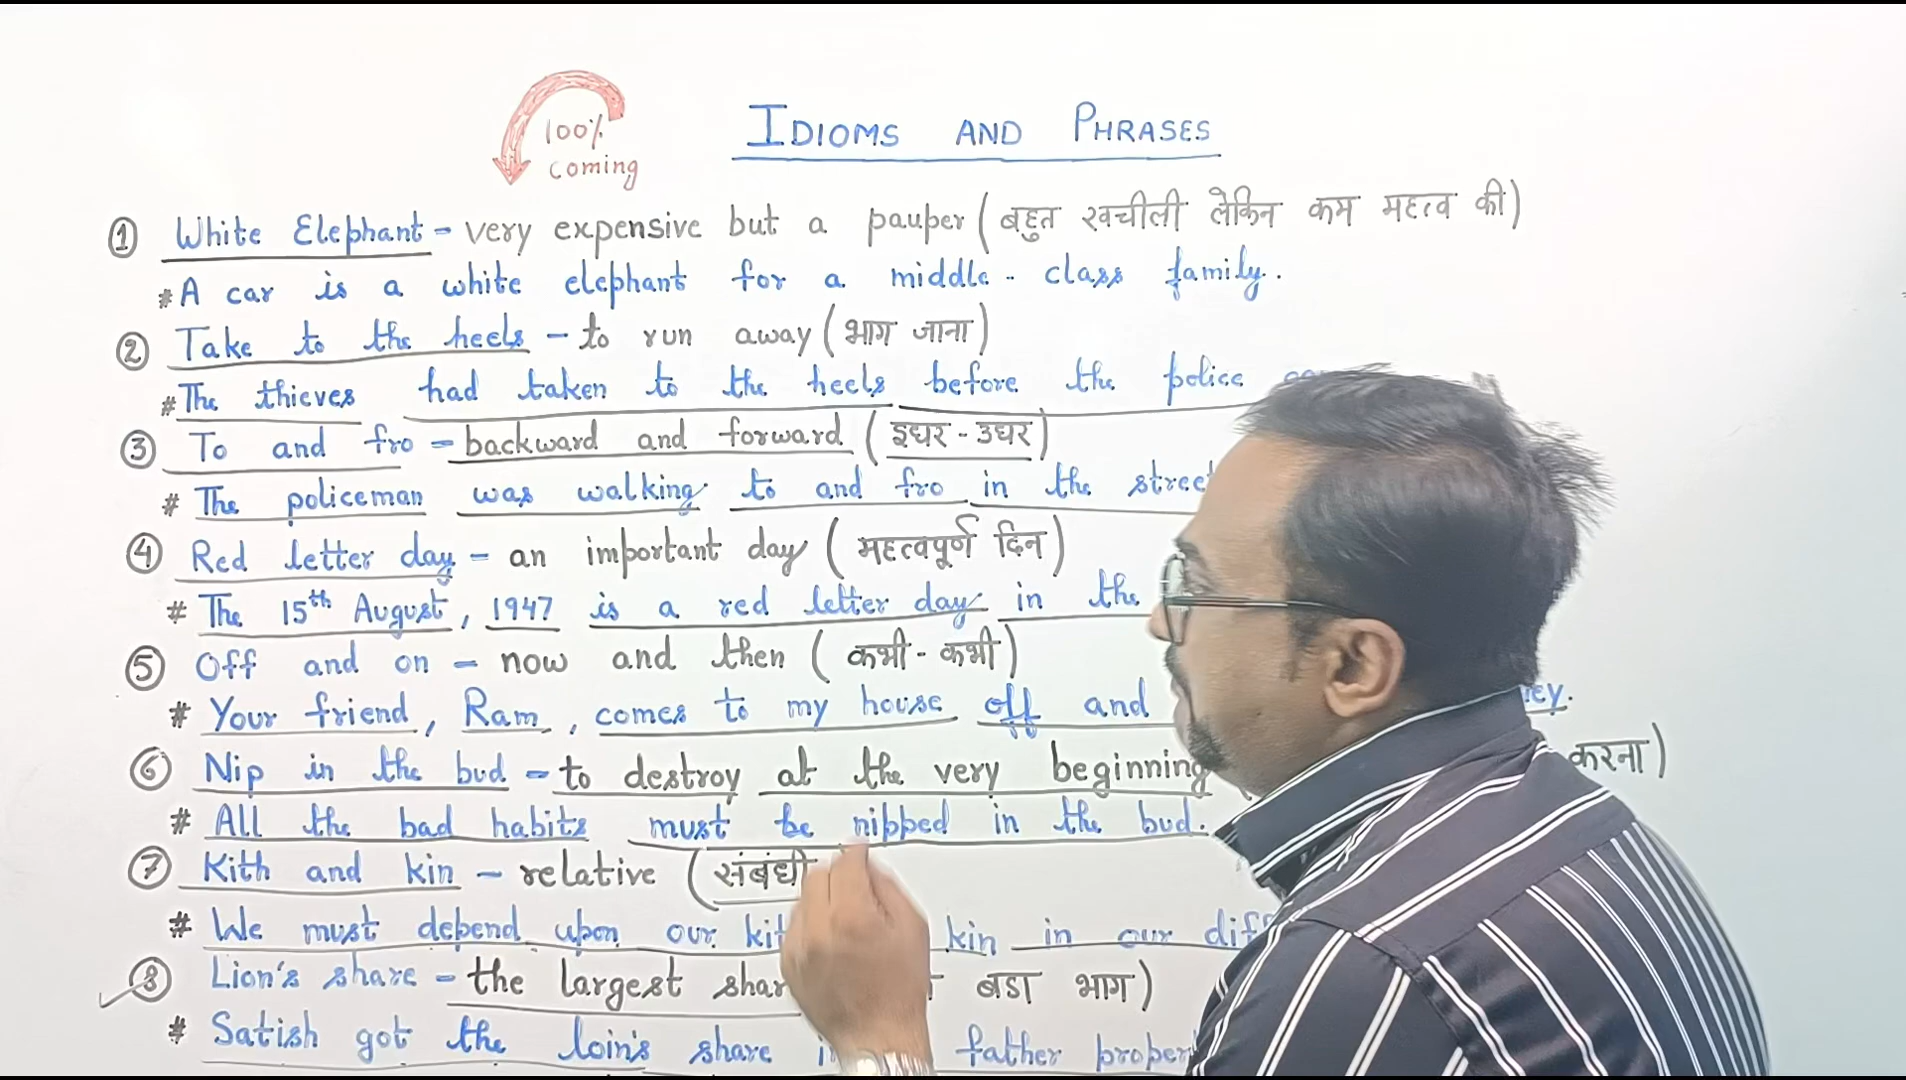 100%
coming
IDIOMS AND PHRASES
① White Elephant - very expensive but a pauper (बहुत खर्चीली लेकिन कम महत्व की)
# A car is a white elephant for a middle-class family.
② Take to the heels - to run away (भाग जाना)
# The thieves had taken to the heels before the police
③ To and fro - backward and forward (इधर-उधर)
# The policeman was walking to and fro in the street
④ Red letter day - an important day (महत्वपूर्ण दिन)
# The 15th August, 1947 is a red letter day in the
⑤ Off and on - now and then (कभी-कभी)
# Your friend, Ram, comes to my house off and
⑥ Nip in the bud - to destroy at the very beginning करना)
# All the bad habits must be nipped in the bud.
⑦ Kith and kin - relative (संबंधी
# We must depend upon our kin in our
⑧ Lion's share - the largest बडा भाग)
# Satish got the loin's share father